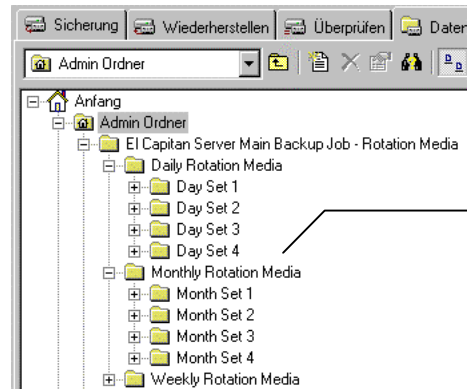 Sicherung Wiederherstellen Überprüfen Daten
Admin Ordner
Anfang
Admin Ordner
El Capitan Server Main Backup Job - Rotation Media
Daily Rotation Media
Day Set 1
Day Set 2
Day Set 3
Day Set 4
Monthly Rotation Media
Month Set 1
Month Set 2
Month Set 3
Month Set 4
Weekly Rotation Media